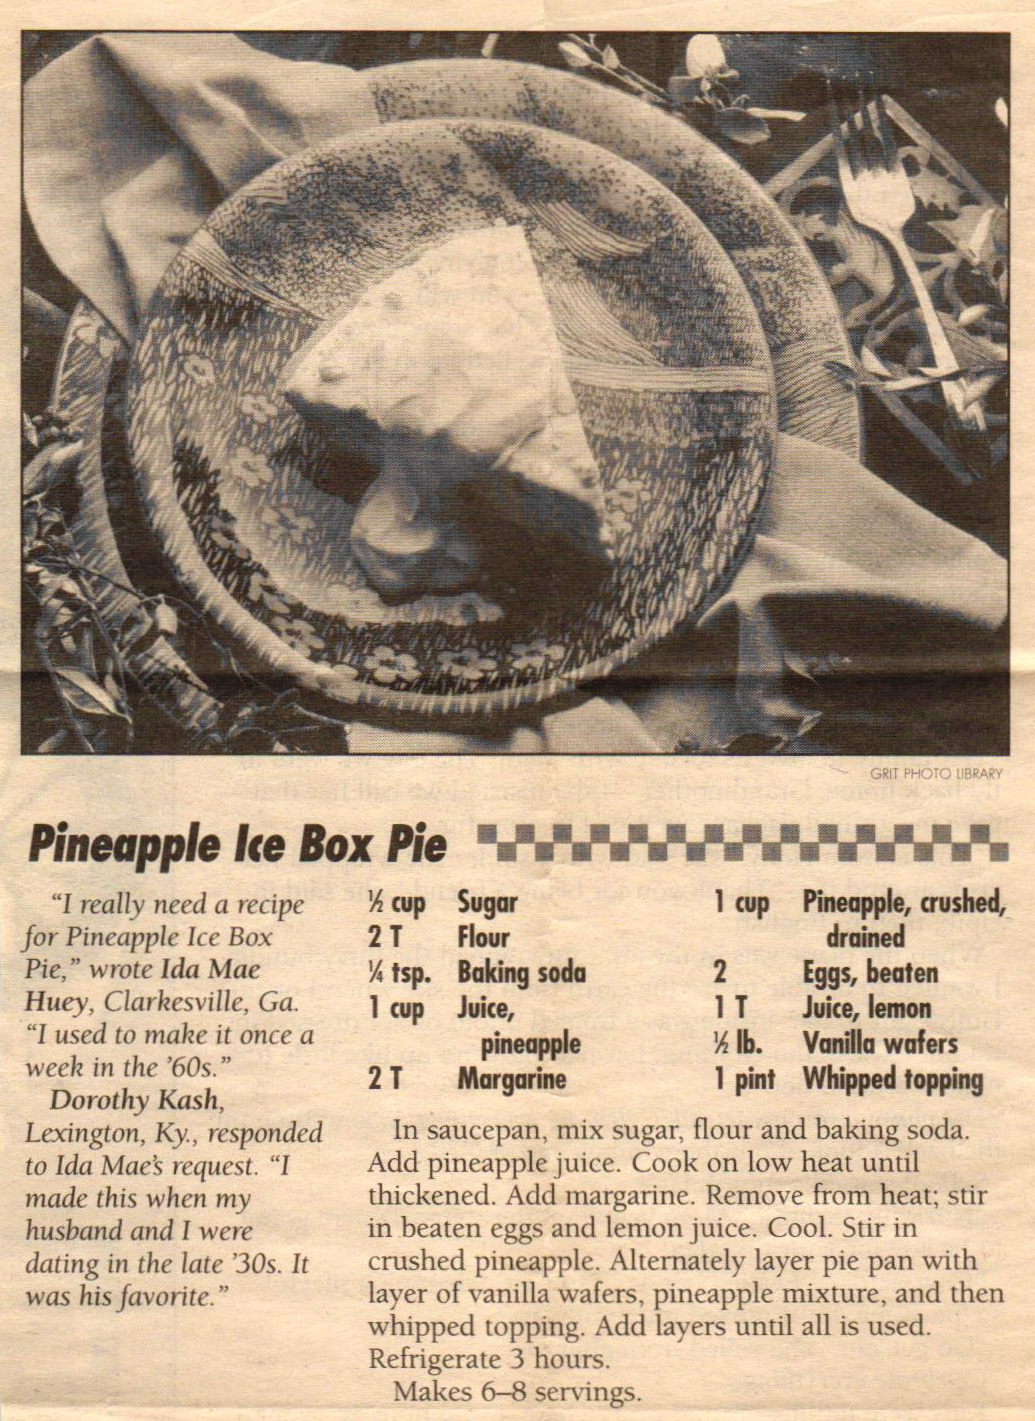 GRIT PHOTO LIBRARY
Pineapple Ice Box Pie
“I really need a recipe
for Pineapple Ice Box
Pie,” wrote Ida Mae
Huey, Clarkesville, Ga.
“I used to make it once a
week in the ’60s.”
Dorothy Kash,
Lexington, Ky., responded
to Ida Mae’s request. “I
made this when my
husband and I were
dating in the late ’30s. It
was his favorite.”
½ cup Sugar
2 T Flour
¼ tsp. Baking soda
1 cup Juice,
pineapple
2 T Margarine
1 cup Pineapple, crushed,
drained
2 Eggs, beaten
1 T Juice, lemon
½ lb. Vanilla wafers
1 pint Whipped topping
In saucepan, mix sugar, flour and baking soda.
Add pineapple juice. Cook on low heat until
thickened. Add margarine. Remove from heat; stir
in beaten eggs and lemon juice. Cool. Stir in
crushed pineapple. Alternately layer pie pan with
layer of vanilla wafers, pineapple mixture, and then
whipped topping. Add layers until all is used.
Refrigerate 3 hours.
Makes 6–8 servings.